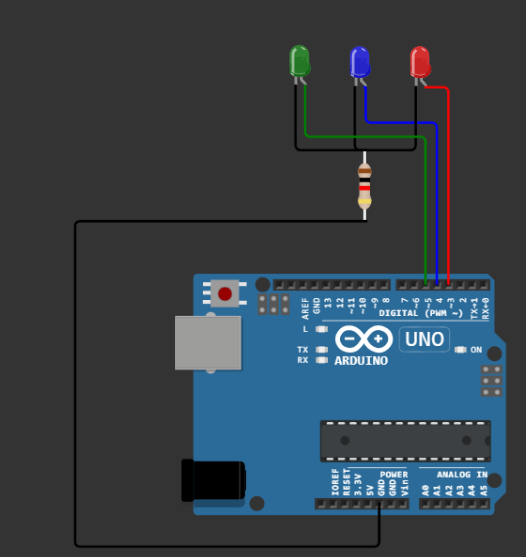 AREF
GND
13
12
~11
~10
~9
8
7
~6
~5
4
~3
2
TX→1
RX←0
DIGITAL (PWM ~)
L
TX
RX
UNO
ARDUINO
ON
IOREF
RESET
3.3V
5V
GND
GND
Vin
POWER
ANALOG IN
A0
A1
A2
A3
A4
A5